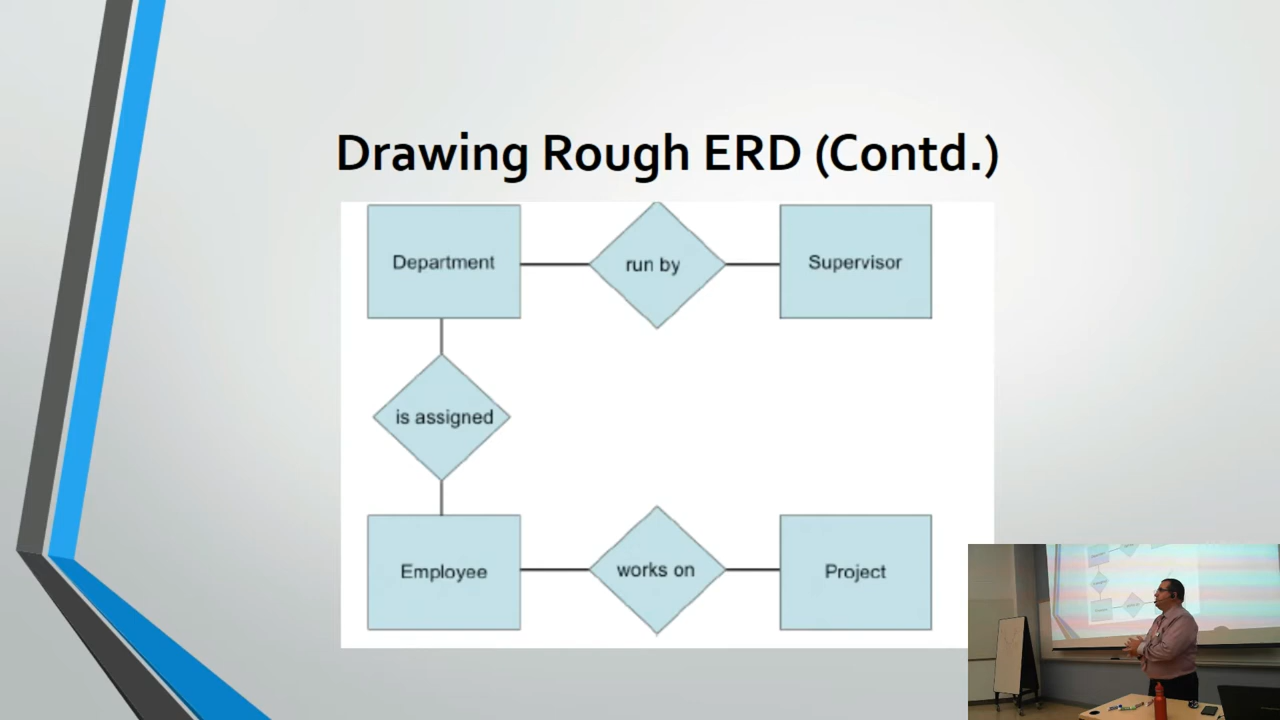 Drawing Rough ERD (Contd.)
Department
run by
Supervisor
is assigned
Employee
works on
Project